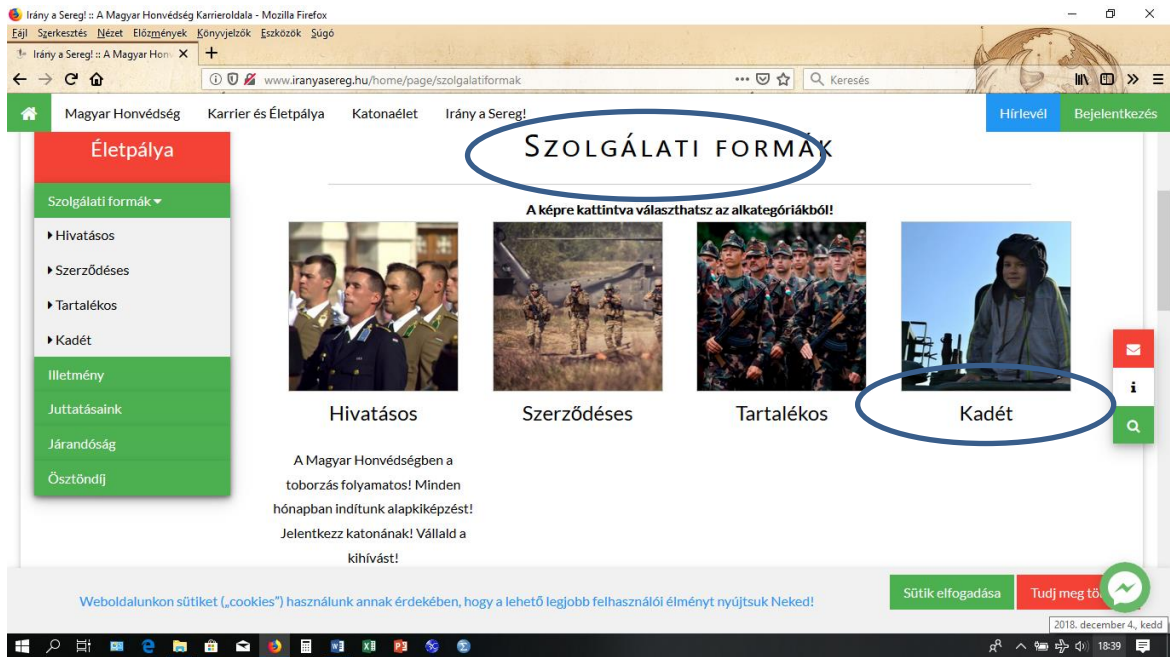 Irány a Sereg! :: A Magyar Honvédség Karrieroldala - Mozilla Firefox
Fájl Szerkesztés Nézet Előzmények Könyvjelzők Eszközök Súgó
Irány a Sereg! :: A Magyar Hon
www.iranyasereg.hu/home/page/szolgalatiformak
Keresés
Magyar Honvédség Karrier és Életpálya Katonaélet Irány a Sereg! Hírlevél Bejelentkezés
Életpálya
Szolgálati formák
Hivatásos
Szerződéses
Tartalékos
Kadét
Illetmény
Juttatásaink
Járandóság
Ösztöndíj
SZOLGÁLATI FORMÁK
A képre kattintva választhatsz az alkategóriákból!
Hivatásos Szerződéses Tartalékos Kadét
A Magyar Honvédségben a
toborzás folyamatos! Minden
hónapban indítunk alapkiképzést!
Jelentkezz katonának! Vállald a
kihívást!
Weboldalunkon sütiket („cookies") használunk annak érdekében, hogy a lehető legjobb felhasználói élményt nyújtsuk Neked!
Sütik elfogadása
Tudj meg tö
2018. december 4., kedd
18:39